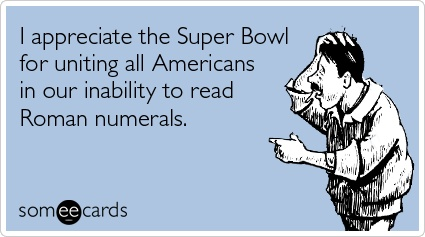 I appreciate the Super Bowl
for uniting all Americans
in our inability to read
Roman numerals.
someecards